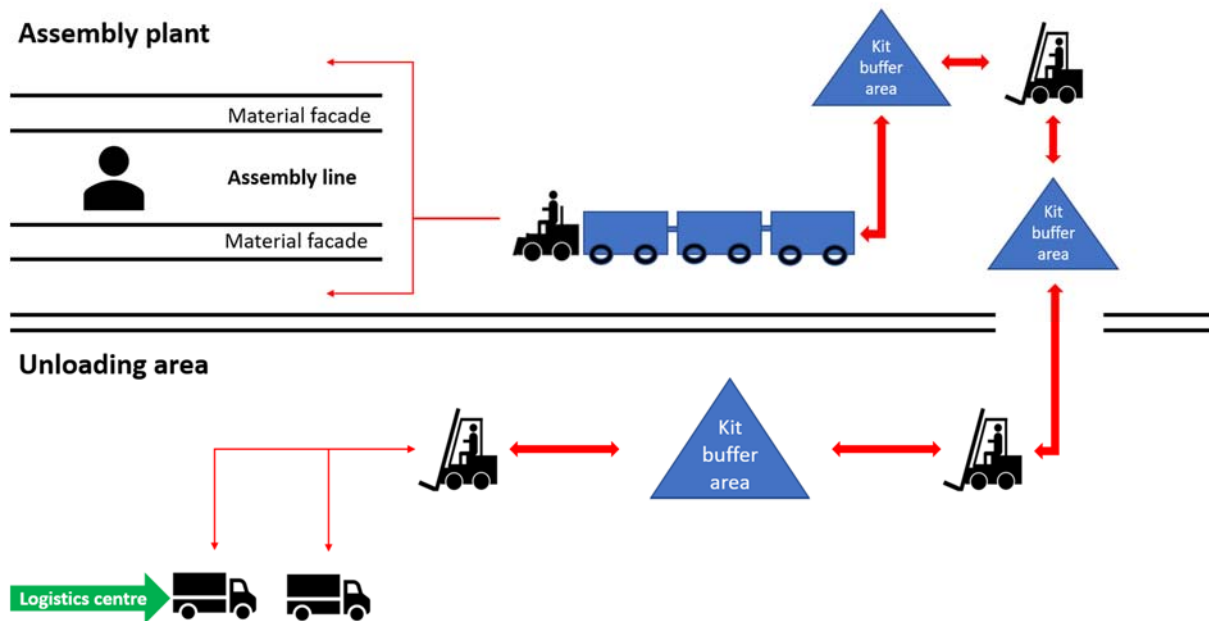 Assembly plant
Kit
buffer
area
Material facade
Assembly line
Kit
buffer
area
Material facade
Unloading area
Kit
buffer
area
Logistics centre